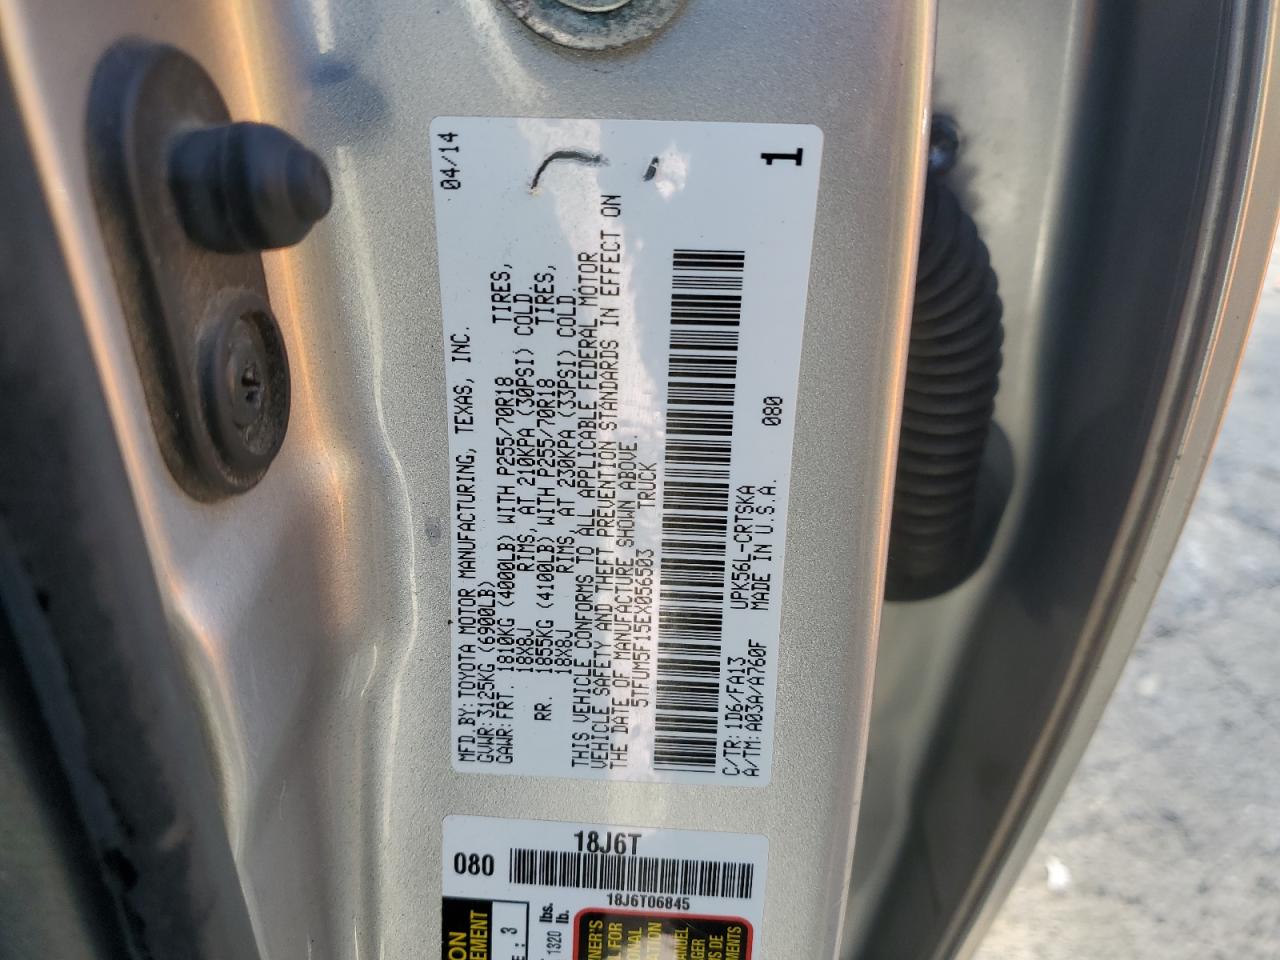 MFD.BY:TOYOTA MOTOR MANUFACTURING, TEXAS, INC. 04/14
GVWR:3125KG (6900LB)
GAWR:FRT. 1810KG (4000LB) WITH P255/70R18 TIRES,
18X8J RIMS, AT 210KPA (30PSI) COLD.
RR. 1855KG (4100LB) WITH P255/70R18 TIRES,
18X8J RIMS, AT 230KPA (33PSI) COLD.
THIS VEHICLE CONFORMS TO ALL APPLICABLE FEDERAL MOTOR
VEHICLE SAFETY AND THEFT PREVENTION STANDARDS IN EFFECT ON
THE DATE OF MANUFACTURE SHOWN ABOVE.
5TFUM5F15EX056503 TRUCK
C/TR:1D6/FA13 UPK56L-CRTSKA 080
A/TM:A03A/A760F MADE IN U.S.A.
1
18J6T
080
18J6T06845
: 3
lbs.
1320 lb.